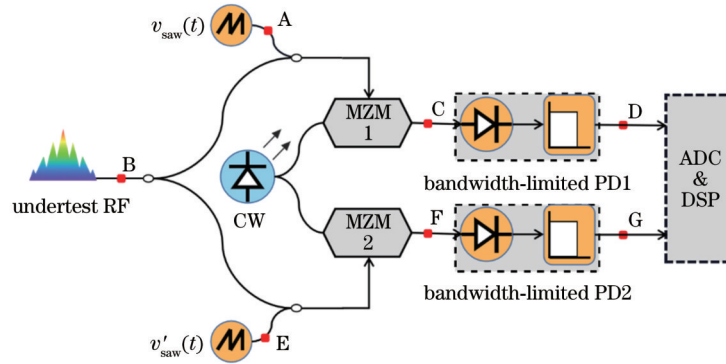 v_saw(t)
A
MZM
1
C
D
bandwidth-limited PD1
B
undertest RF
CW
ADC
&
DSP
MZM
2
F
G
bandwidth-limited PD2
v′_saw(t)
E